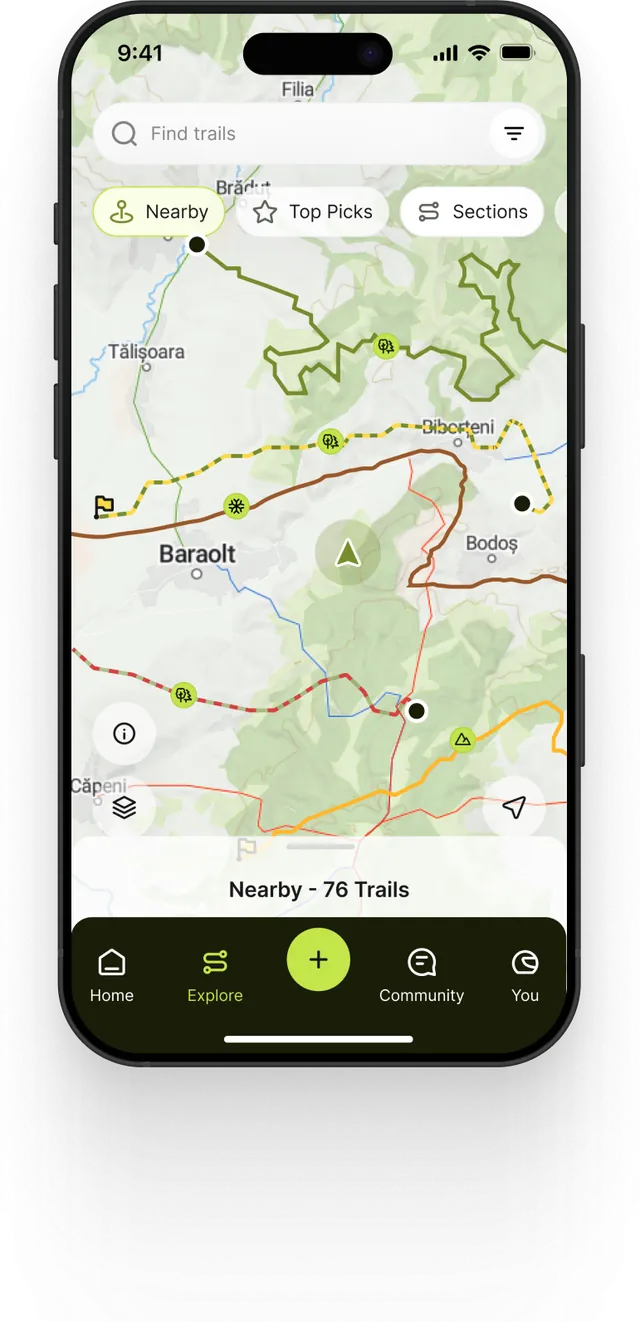 9:41
Filia
Find trails
Brăduț
Nearby
Top Picks
Sections
Tălișoara
Biborțeni
Baraolt
Bodoș
Căpeni
Nearby - 76 Trails
Home
Explore
Community
You